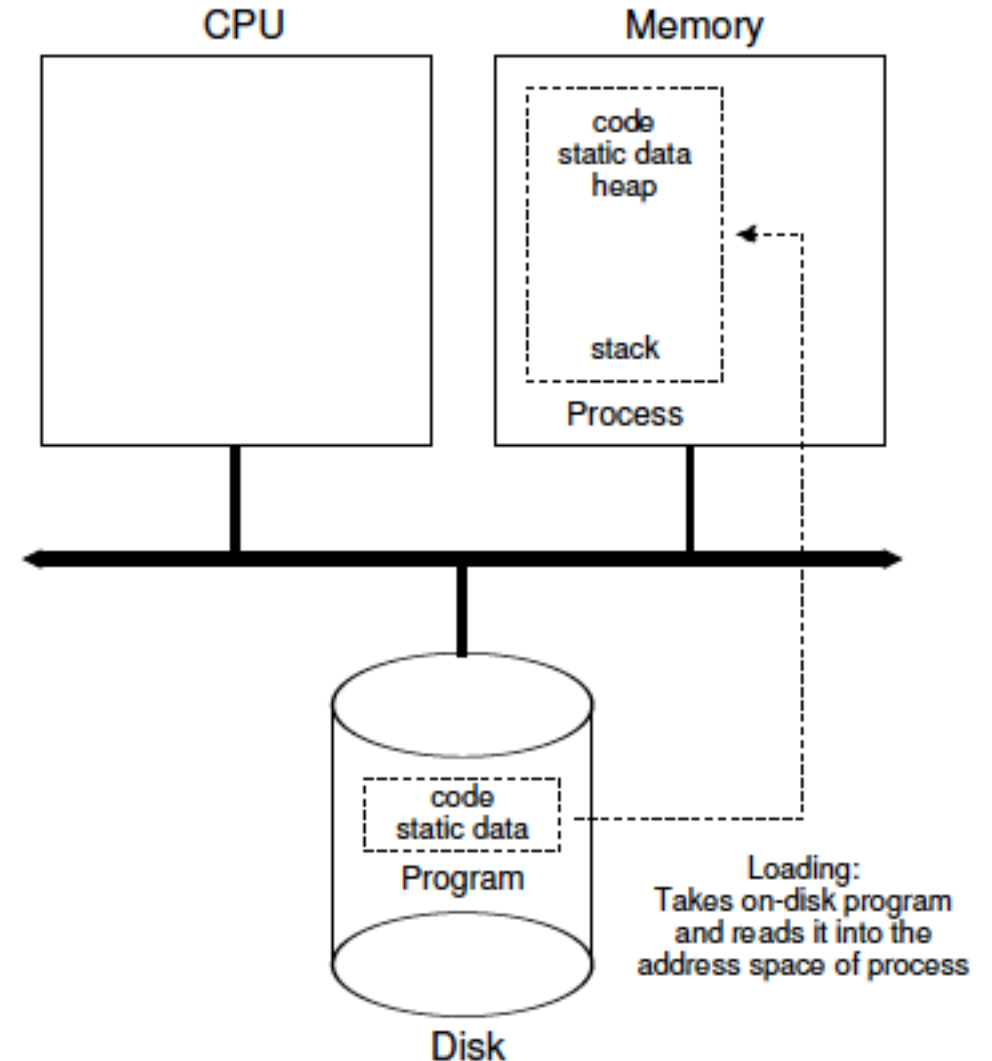 CPU
Memory
code
static data
heap
stack
Process
code
static data
Program
Loading:
Takes on-disk program
and reads it into the
address space of process
Disk